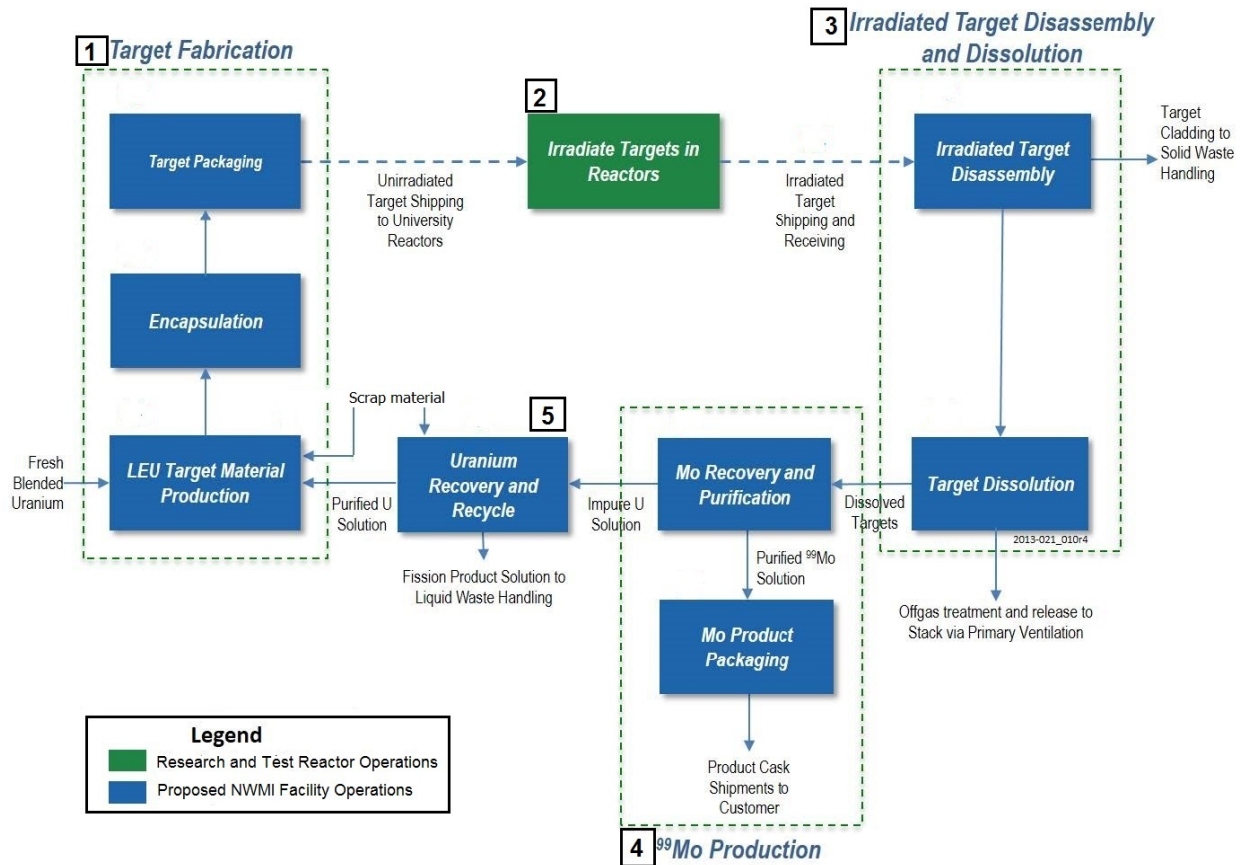 1 Target Fabrication
3 Irradiated Target Disassembly
and Dissolution
2
Target Packaging
Unirradiated
Target Shipping
to University
Reactors
Irradiate Targets in
Reactors
Irradiated
Target
Shipping and
Receiving
Irradiated Target
Disassembly
Target
Cladding to
Solid Waste
Handling
Encapsulation
Scrap material
5
Fresh
Blended
Uranium
LEU Target Material
Production
Purified U
Solution
Uranium
Recovery and
Recycle
Impure U
Solution
Mo Recovery and
Purification
Dissolved
Targets
Target Dissolution
2013-021_010r4
Fission Product Solution to
Liquid Waste Handling
Purified ⁹⁹Mo
Solution
Offgas treatment and release to
Stack via Primary Ventilation
Mo Product
Packaging
Product Cask
Shipments to
Customer
Legend
Research and Test Reactor Operations
Proposed NWMI Facility Operations
4 ⁹⁹Mo Production